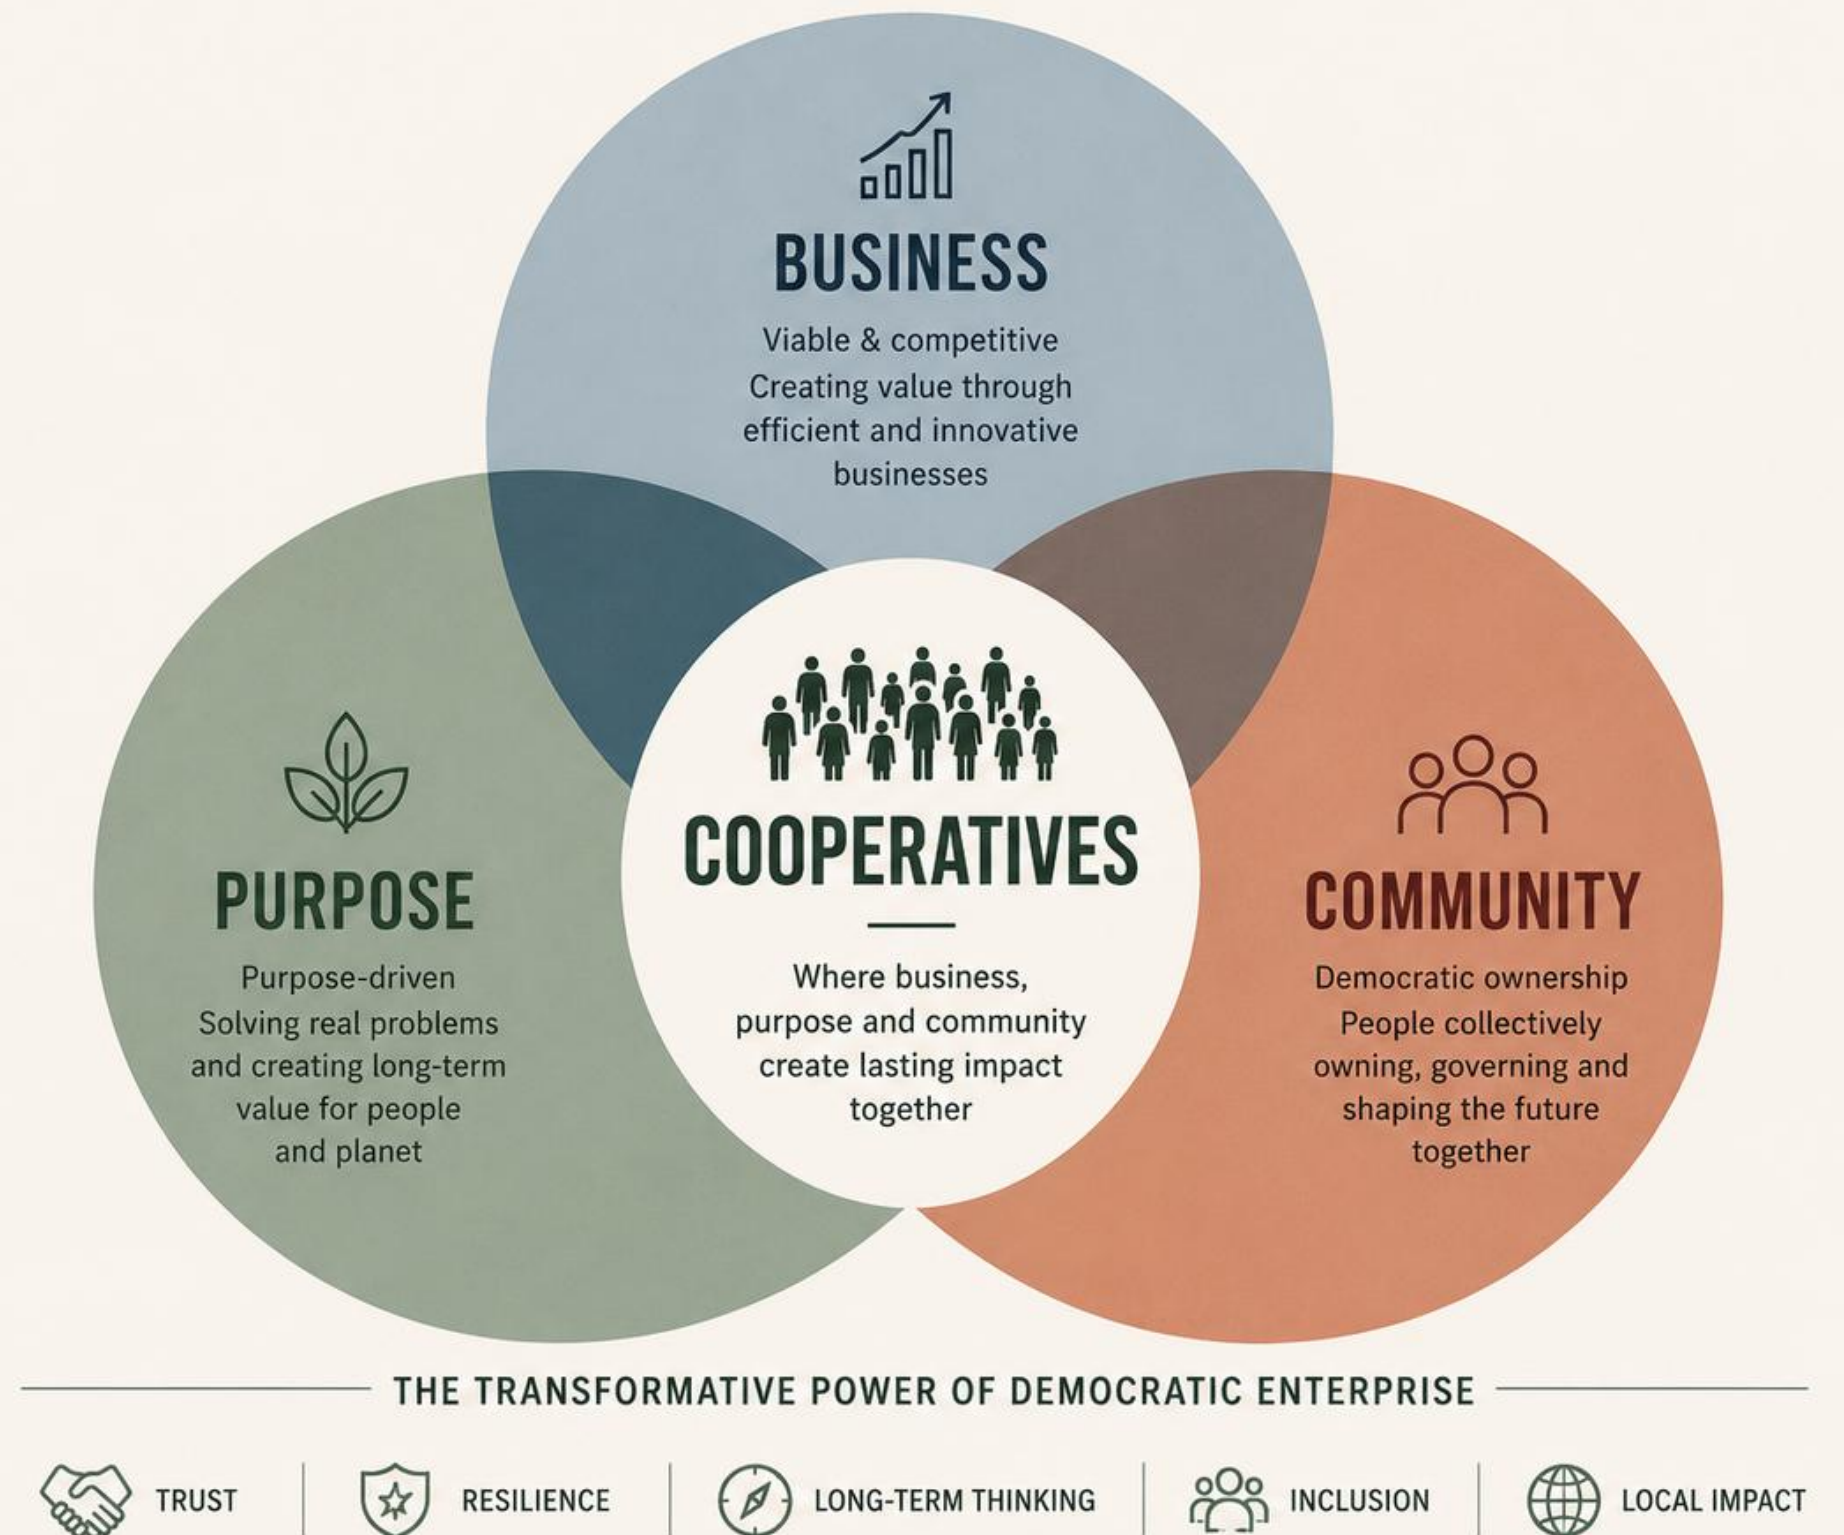 BUSINESS
Viable & competitive
Creating value through
efficient and innovative
businesses
PURPOSE
Purpose-driven
Solving real problems
and creating long-term
value for people
and planet
COOPERATIVES
Where business,
purpose and community
create lasting impact
together
COMMUNITY
Democratic ownership
People collectively
owning, governing and
shaping the future
together
THE TRANSFORMATIVE POWER OF DEMOCRATIC ENTERPRISE
TRUST
RESILIENCE
LONG-TERM THINKING
INCLUSION
LOCAL IMPACT